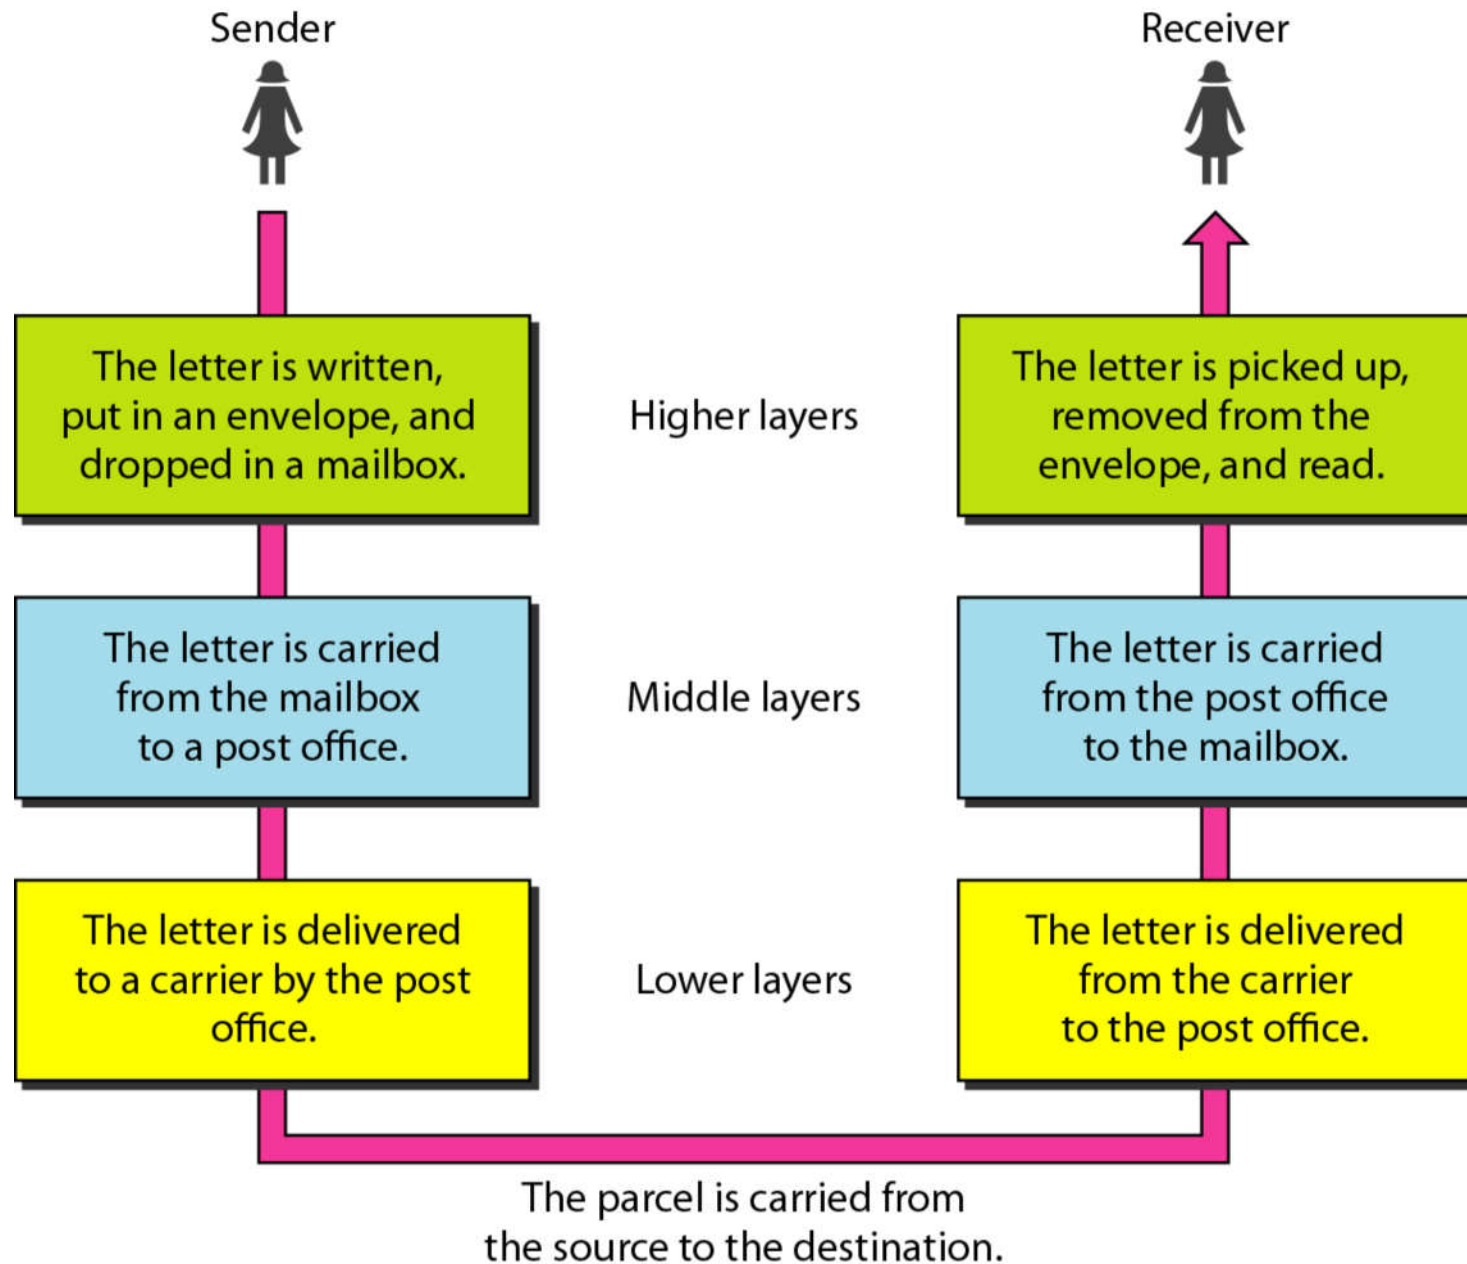 Sender
Receiver
The letter is written,
put in an envelope, and
dropped in a mailbox.
Higher layers
The letter is picked up,
removed from the
envelope, and read.
The letter is carried
from the mailbox
to a post office.
Middle layers
The letter is carried
from the post office
to the mailbox.
The letter is delivered
to a carrier by the post
office.
Lower layers
The letter is delivered
from the carrier
to the post office.
The parcel is carried from
the source to the destination.